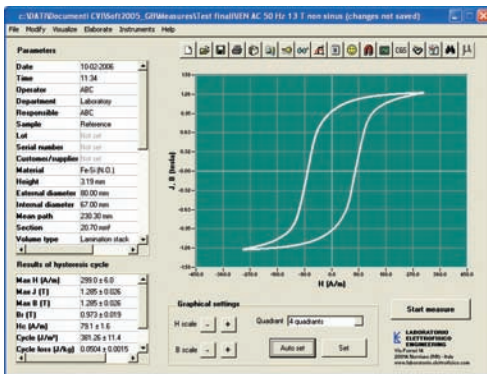 c:\DATI\Documenti CVI\Soft2005_GB\Measures\Test finali\VEN AC 50 Hz 1.3 T non sinus (changes not saved)
File Modify Visualize Elaborate Instruments Help
Parameters
Date 10-02-2006
Time 11:34
Operator ABC
Department Laboratory
Responsible ABC
Sample Reference
Lot Not set
Serial number Not set
Customer/supplier Not set
Material Fe-Si (N.O.)
Height 3.19 mm
External diameter 80.00 mm
Internal diameter 67.00 mm
Mean path 230.30 mm
Section 20.70 mm²
Volume type Lamination stack
Results of hysteresis cycle
Max H (A/m) 299.0 ± 6.0
Max J (T) 1.285 ± 0.026
Max B (T) 1.285 ± 0.026
Br (T) 0.973 ± 0.019
Hc (A/m) 79.1 ± 1.6
Cycle (J/m³) 381.26 ± 11.4
Cycle loss (J/kg) 0.0504 ± 0.0015
CGS
J, B (tesla)
H (A/m)
Graphical settings
H scale - +
Quadrant 4 quadrants
B scale - +
Auto set
Set
Start measure
LABORATORIO
ELETTROFISICO
ENGINEERING